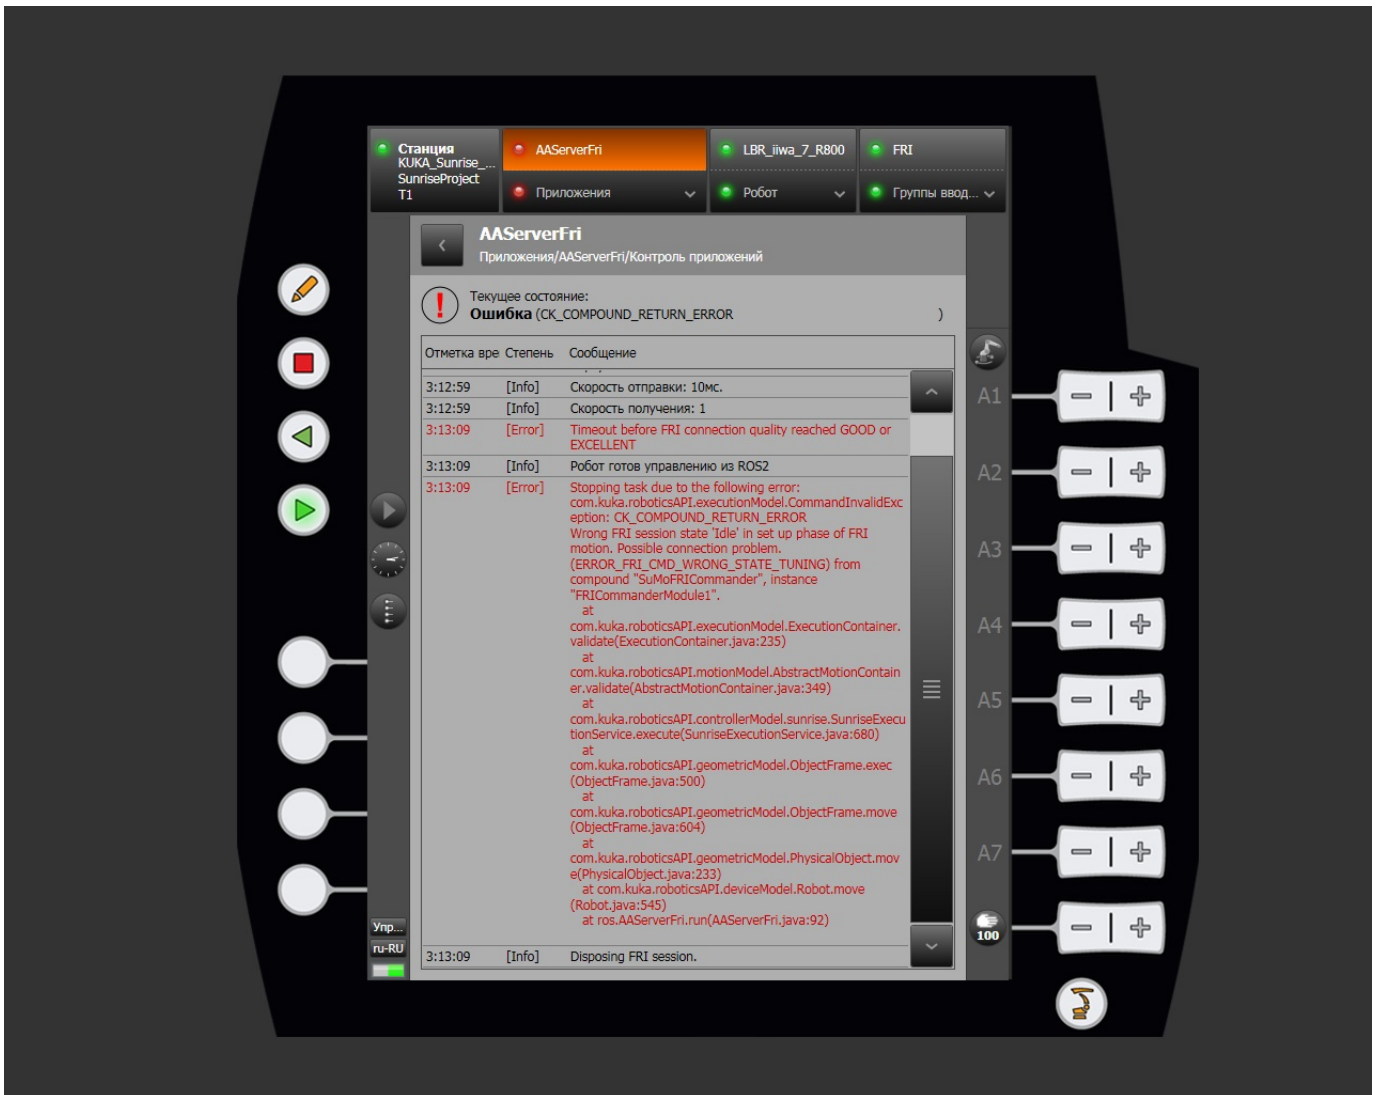 Станция
KUKA_Sunrise_...
SunriseProject
T1
AAServerFri
Приложения
LBR_iiwa_7_R800
Робот
FRI
Группы ввод...
AAServerFri
Приложения/AAServerFri/Контроль приложений
Текущее состояние:
Ошибка (CK_COMPOUND_RETURN_ERROR )
Отметка вре Степень Сообщение
3:12:59 [Info] Скорость отправки: 10мс.
3:12:59 [Info] Скорость получения: 1
3:13:09 [Error] Timeout before FRI connection quality reached GOOD or
EXCELLENT
3:13:09 [Info] Робот готов управлению из ROS2
3:13:09 [Error] Stopping task due to the following error:
com.kuka.roboticsAPI.executionModel.CommandInvalidExc
eption: CK_COMPOUND_RETURN_ERROR
Wrong FRI session state 'Idle' in set up phase of FRI
motion. Possible connection problem.
(ERROR_FRI_CMD_WRONG_STATE_TUNING) from
compound "SuMoFRICommander", instance
"FRICommanderModule1".
at
com.kuka.roboticsAPI.executionModel.ExecutionContainer.
validate(ExecutionContainer.java:235)
at
com.kuka.roboticsAPI.motionModel.AbstractMotionContain
er.validate(AbstractMotionContainer.java:349)
at
com.kuka.roboticsAPI.controllerModel.sunrise.SunriseExecu
tionService.execute(SunriseExecutionService.java:680)
at
com.kuka.roboticsAPI.geometricModel.ObjectFrame.exec
(ObjectFrame.java:500)
at
com.kuka.roboticsAPI.geometricModel.ObjectFrame.move
(ObjectFrame.java:604)
at
com.kuka.roboticsAPI.geometricModel.PhysicalObject.mov
e(PhysicalObject.java:233)
at com.kuka.roboticsAPI.deviceModel.Robot.move
(Robot.java:545)
at ros.AAServerFri.run(AAServerFri.java:92)
3:13:09 [Info] Disposing FRI session.
Упр...
ru-RU
A1
A2
A3
A4
A5
A6
A7
100